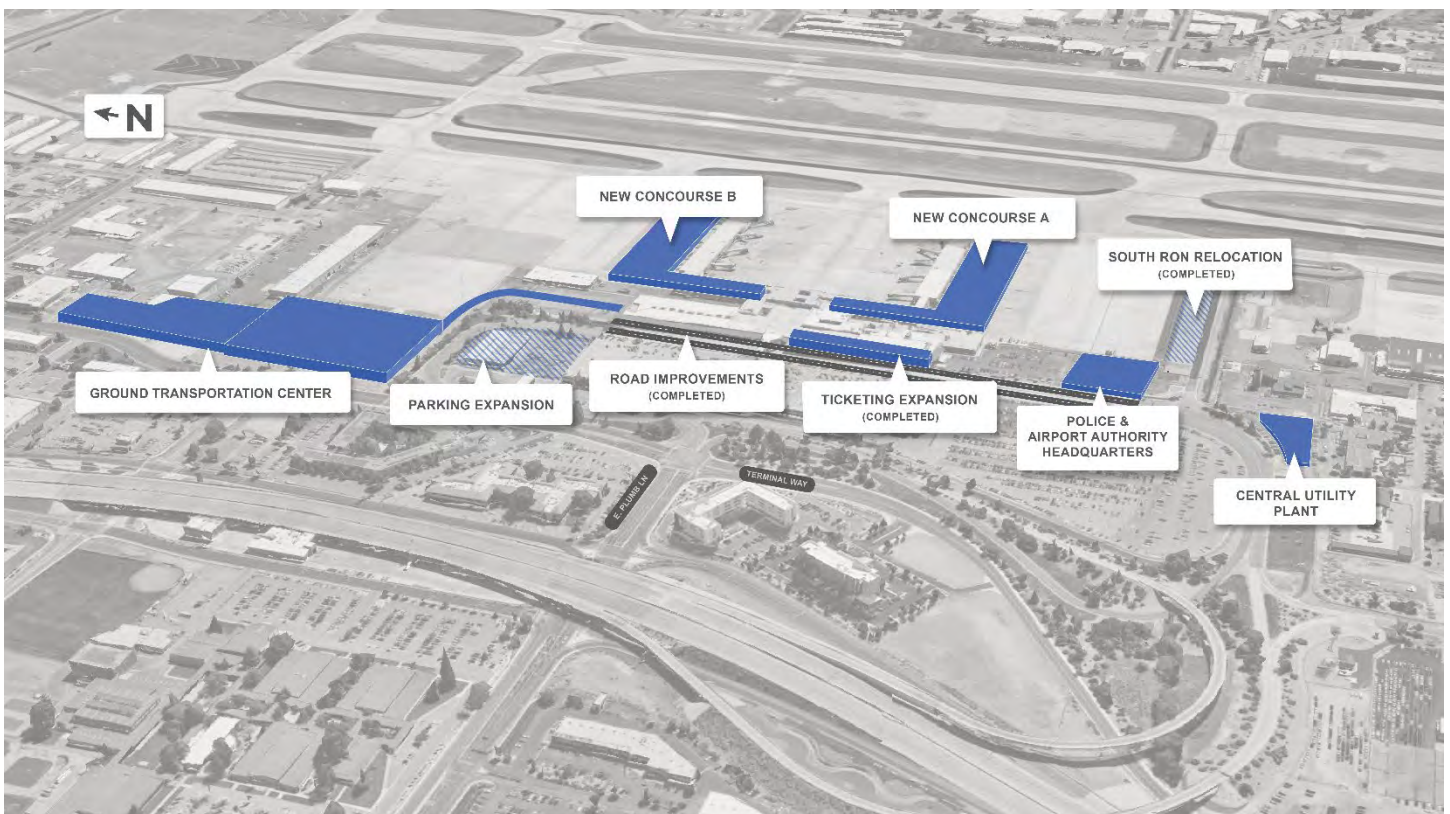 N
NEW CONCOURSE B
NEW CONCOURSE A
SOUTH RON RELOCATION
(COMPLETED)
GROUND TRANSPORTATION CENTER
PARKING EXPANSION
ROAD IMPROVEMENTS
(COMPLETED)
TICKETING EXPANSION
(COMPLETED)
POLICE &
AIRPORT AUTHORITY
HEADQUARTERS
CENTRAL UTILITY
PLANT
E. PLUMB LN
TERMINAL WAY